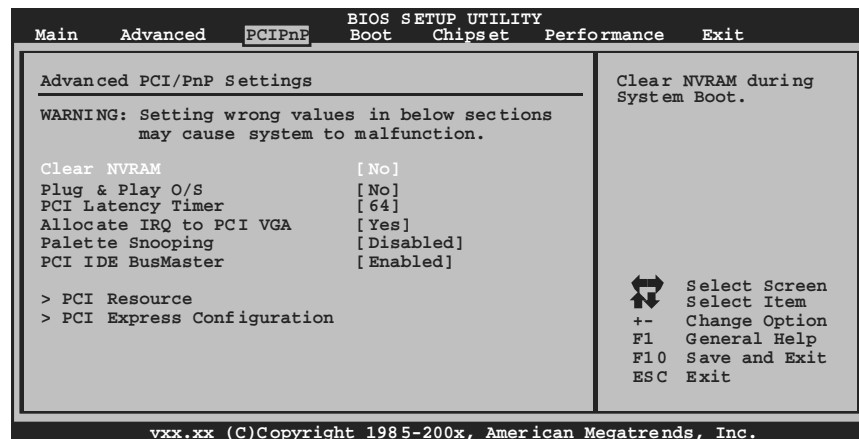 BIOS SETUP UTILITY
Main Advanced PCIPnP Boot Chipset Performance Exit
Advanced PCI/PnP Settings
WARNING: Setting wrong values in below sections
may cause system to malfunction.
Clear NVRAM [No]
Plug & Play O/S [No]
PCI Latency Timer [64]
Allocate IRQ to PCI VGA [Yes]
Palette Snooping [Disabled]
PCI IDE BusMaster [Enabled]
> PCI Resource
> PCI Express Configuration
Clear NVRAM during
System Boot.
Select Screen
Select Item
+- Change Option
F1 General Help
F10 Save and Exit
ESC Exit
vxx.xx (C)Copyright 1985-200x, American Megatrends, Inc.